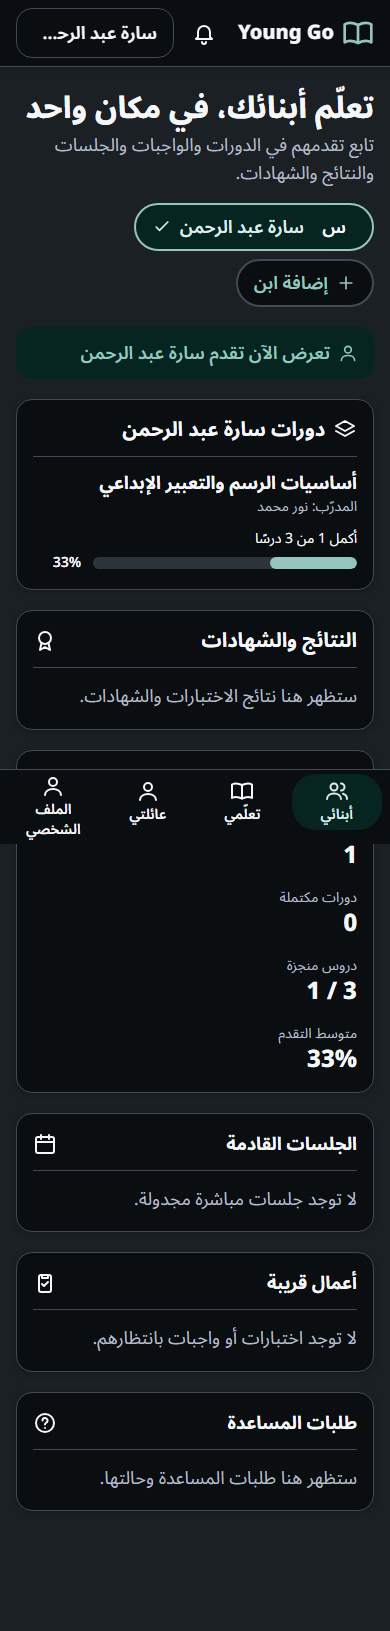 Young Go
سارة عبد الرحـ...
تعلّم أبنائك، في مكان واحد
تابع تقدمهم في الدورات والواجبات والجلسات
والنتائج والشهادات.
س سارة عبد الرحمن
إضافة ابن
تعرض الآن تقدم سارة عبد الرحمن
دورات سارة عبد الرحمن
أساسيات الرسم والتعبير الإبداعي
المدرّب: نور محمد
أكمل 1 من 3 درسًا
33%
النتائج والشهادات
ستظهر هنا نتائج الاختبارات والشهادات.
أبنائي
تعلّمي
عائلتي
الملف
الشخصي
1
دورات مكتملة
0
دروس منجزة
1 / 3
متوسط التقدم
33%
الجلسات القادمة
لا توجد جلسات مباشرة مجدولة.
أعمال قريبة
لا توجد اختبارات أو واجبات بانتظارهم.
طلبات المساعدة
ستظهر هنا طلبات المساعدة وحالتها.